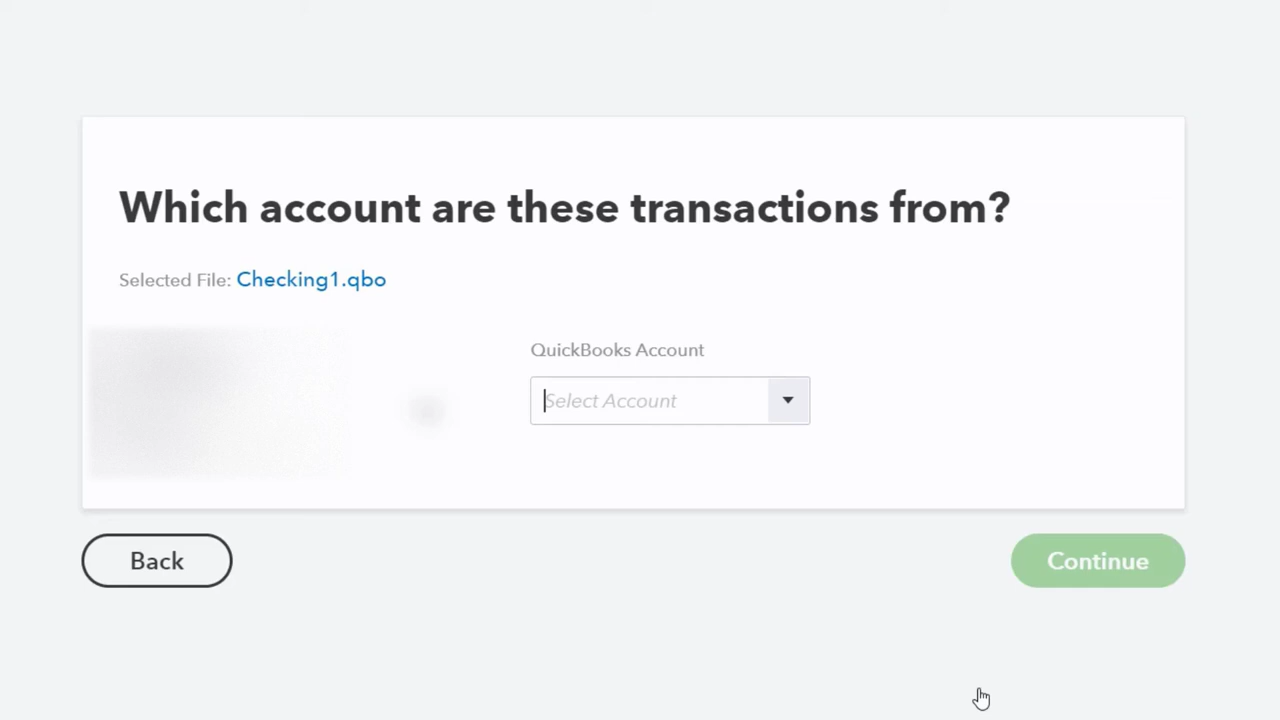 Which account are these transactions from?
Selected File: Checking1.qbo
QuickBooks Account
Select Account
Back
Continue